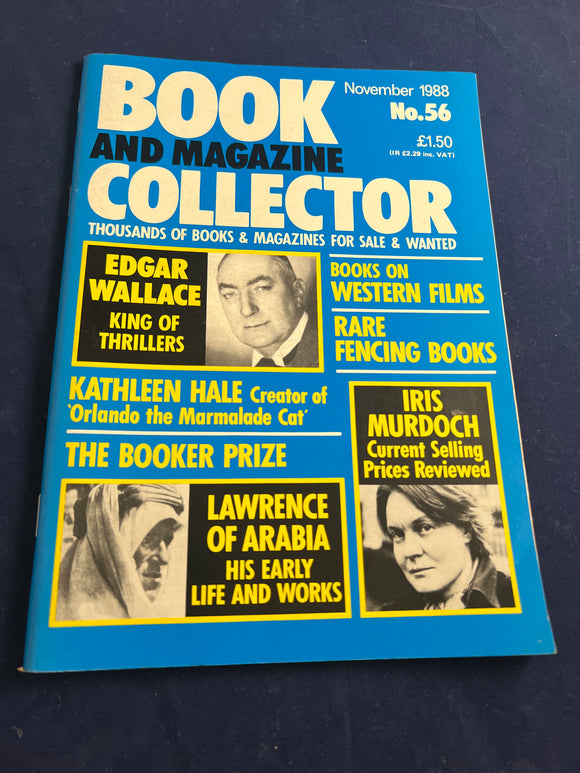 BOOK
November 1988
No.56
£1.50
(IR £2.29 inc. VAT)
AND MAGAZINE
COLLECTOR
THOUSANDS OF BOOKS & MAGAZINES FOR SALE & WANTED
EDGAR
WALLACE
KING OF
THRILLERS
BOOKS ON
WESTERN FILMS
RARE
FENCING BOOKS
KATHLEEN HALE Creator of
'Orlando the Marmalade Cat'
THE BOOKER PRIZE
IRIS
MURDOCH
Current Selling
Prices Reviewed
LAWRENCE
OF ARABIA
HIS EARLY
LIFE AND WORKS